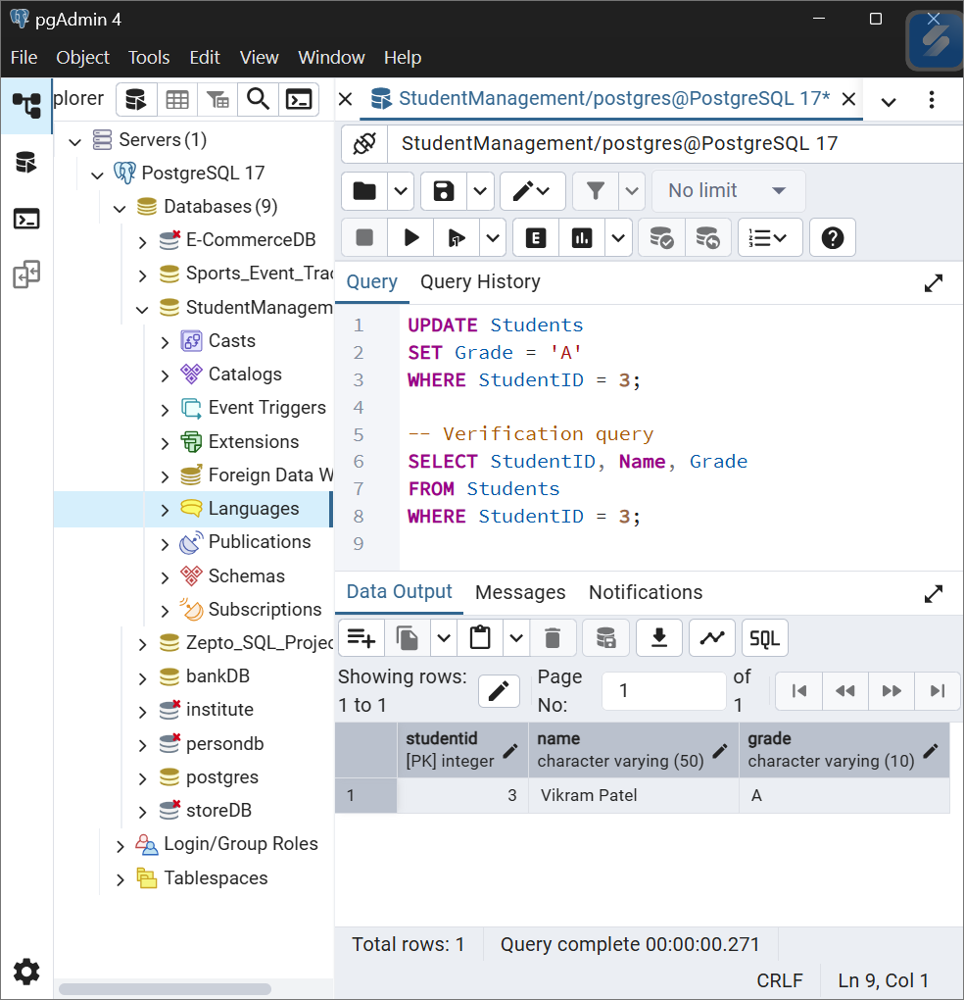 pgAdmin 4
File Object Tools Edit View Window Help
plorer
StudentManagement/postgres@PostgreSQL 17*
Servers (1)
PostgreSQL 17
Databases (9)
E-CommerceDB
Sports_Event_Trac
StudentManagem
Casts
Catalogs
Event Triggers
Extensions
Foreign Data W
Languages
Publications
Schemas
Subscriptions
Zepto_SQL_Projec
bankDB
institute
persondb
postgres
storeDB
Login/Group Roles
Tablespaces
StudentManagement/postgres@PostgreSQL 17
No limit
Query Query History
1 UPDATE Students
2 SET Grade = 'A'
3 WHERE StudentID = 3;
4
5 -- Verification query
6 SELECT StudentID, Name, Grade
7 FROM Students
8 WHERE StudentID = 3;
9
Data Output Messages Notifications
SQL
Showing rows: 1 to 1
Page No: 1 of 1
studentid name grade
[PK] integer character varying (50) character varying (10)
1 3 Vikram Patel A
Total rows: 1 Query complete 00:00:00.271
CRLF Ln 9, Col 1